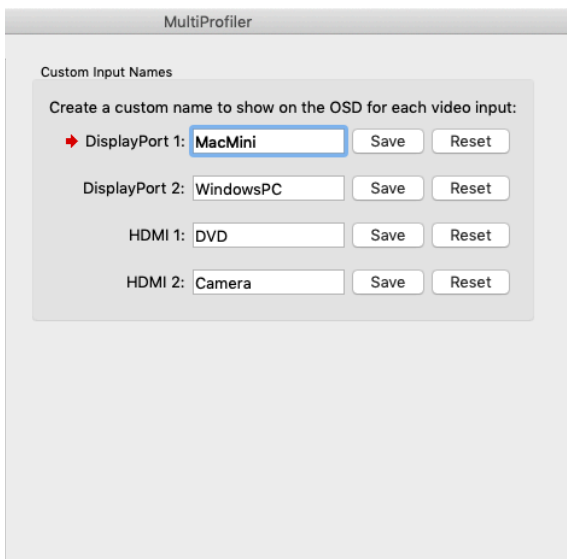 MultiProfiler
Custom Input Names
Create a custom name to show on the OSD for each video input:
DisplayPort 1: MacMini Save Reset
DisplayPort 2: WindowsPC Save Reset
HDMI 1: DVD Save Reset
HDMI 2: Camera Save Reset